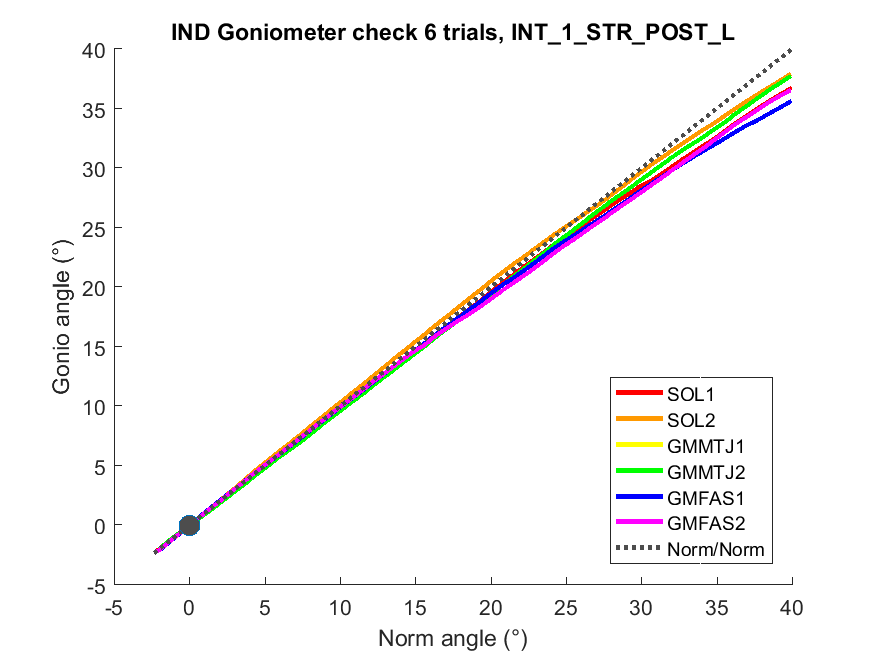 IND Goniometer check 6 trials, INT_1_STR_POST_L
40
35
30
25
20
15
10
5
0
-5
Gonio angle (°)
-5 0 5 10 15 20 25 30 35 40
Norm angle (°)
SOL1
SOL2
GMMTJ1
GMMTJ2
GMFAS1
GMFAS2
Norm/Norm